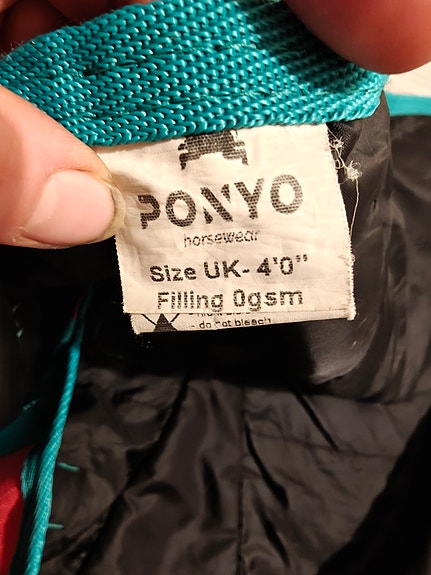 PONYO
horsewear
Size UK- 4'0"
Filling 0gsm
- do not bleach